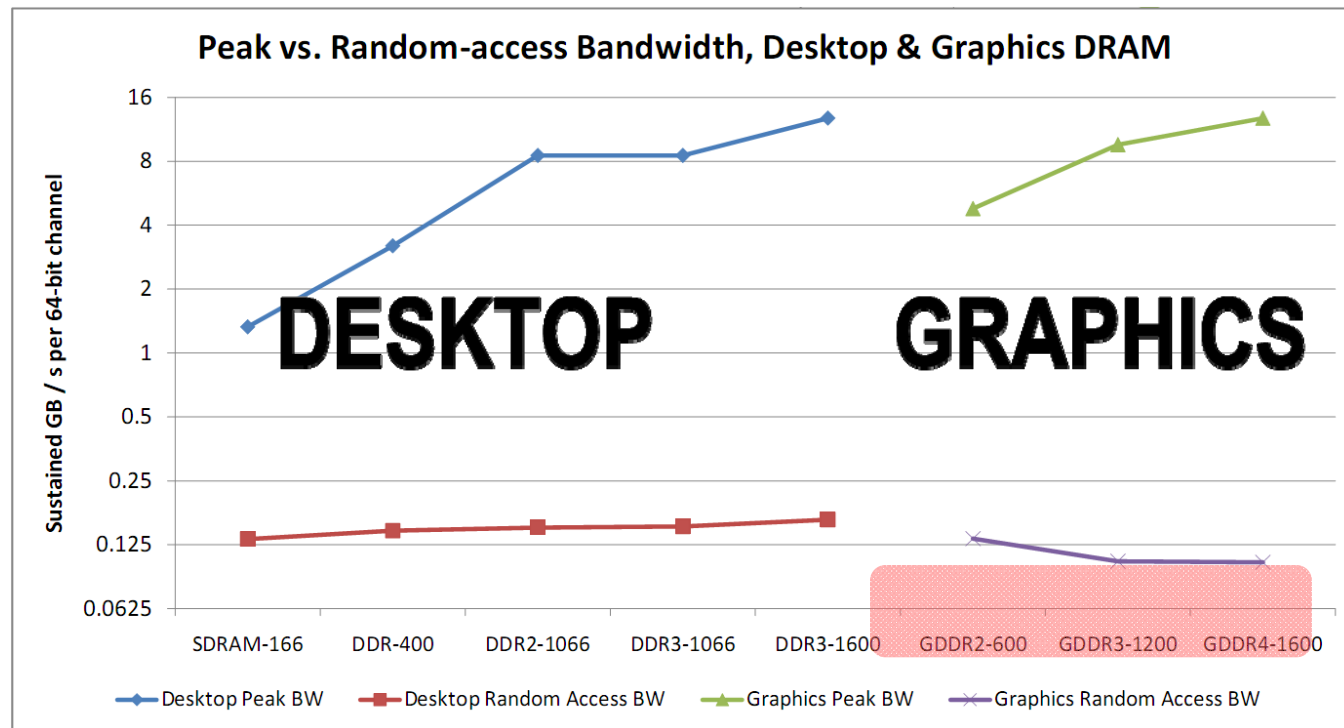 Peak vs. Random-access Bandwidth, Desktop & Graphics DRAM
Sustained GB / s per 64-bit channel
16
8
4
2
1
0.5
0.25
0.125
0.0625
DESKTOP
GRAPHICS
SDRAM-166 DDR-400 DDR2-1066 DDR3-1066 DDR3-1600 GDDR2-600 GDDR3-1200 GDDR4-1600
Desktop Peak BW Desktop Random Access BW Graphics Peak BW Graphics Random Access BW